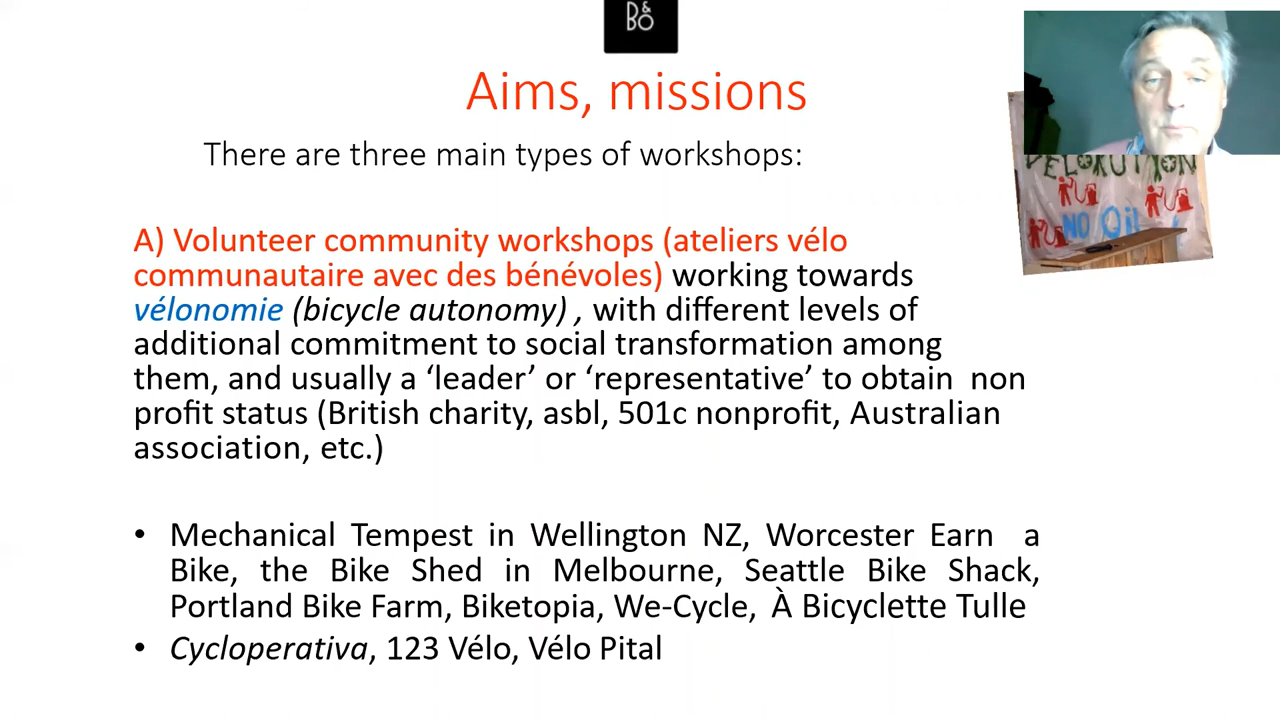 D&
BO
Aims, missions
There are three main types of workshops:
A) Volunteer community workshops (ateliers vélo
communautaire avec des bénévoles) working towards
vélonomie (bicycle autonomy) , with different levels of
additional commitment to social transformation among
them, and usually a ‘leader’ or ‘representative’ to obtain non
profit status (British charity, asbl, 501c nonprofit, Australian
association, etc.)
• Mechanical Tempest in Wellington NZ, Worcester Earn a
Bike, the Bike Shed in Melbourne, Seattle Bike Shack,
Portland Bike Farm, Biketopia, We-Cycle, À Bicyclette Tulle
• Cycloperativa, 123 Vélo, Vélo Pital
VELORUTION
NO Oil